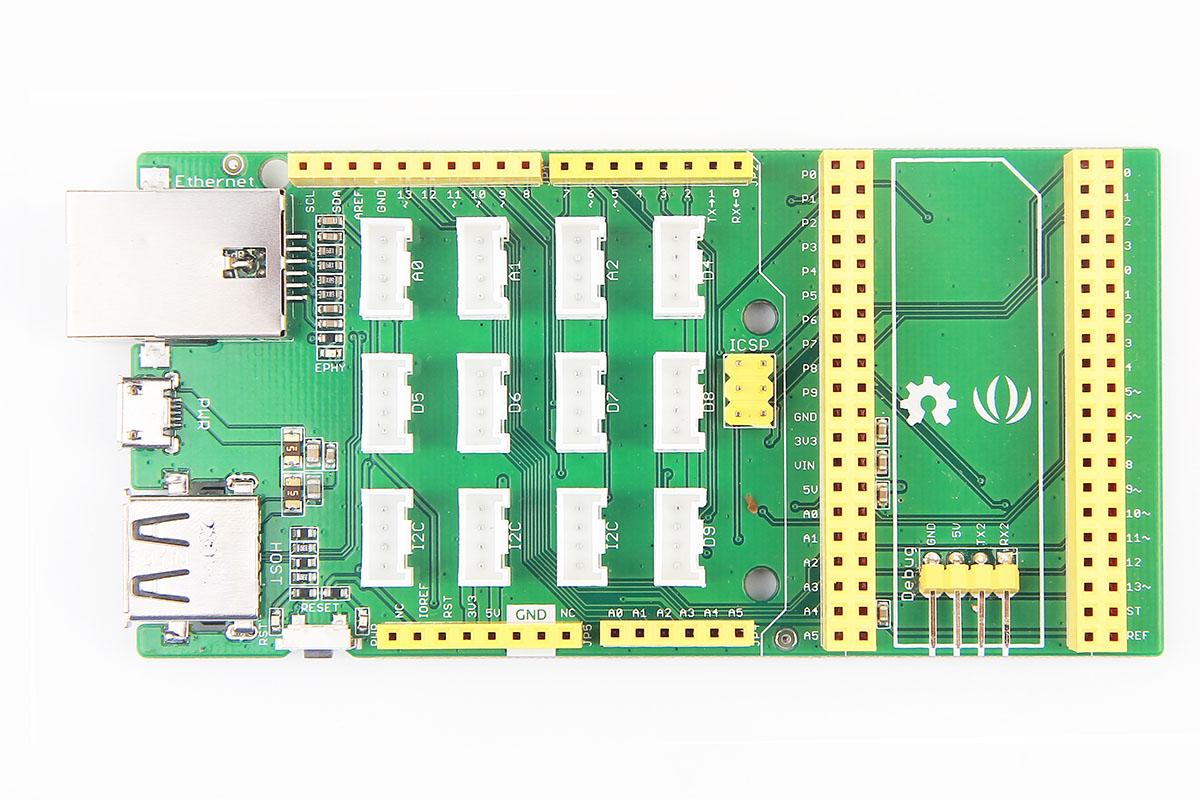 Ethernet
SCL
SDA
AREF
GND
13
12
11
10
9
8
7
6
5
4
3
2
TX→1
RX←0
A0
A1
A2
D4
EPHY
PWR
D5
D6
D7
D8
ICSP
HOST
I2C
I2C
I2C
D9
RESET
RST
NC
IOREF
RST
3V3
5V
GND
NC
JP5
A0 A1 A2 A3 A4 A5
P0
P1
P2
P3
P4
P5
P6
P7
P8
P9
GND
3V3
VIN
5V
A0
A1
A2
A3
A4
A5
Debug
GND
5V
TX2
RX2
0
1
2
3
0
1
2
3
4
5~
6~
7
8
9~
10~
11~
12
13~
ST
REF